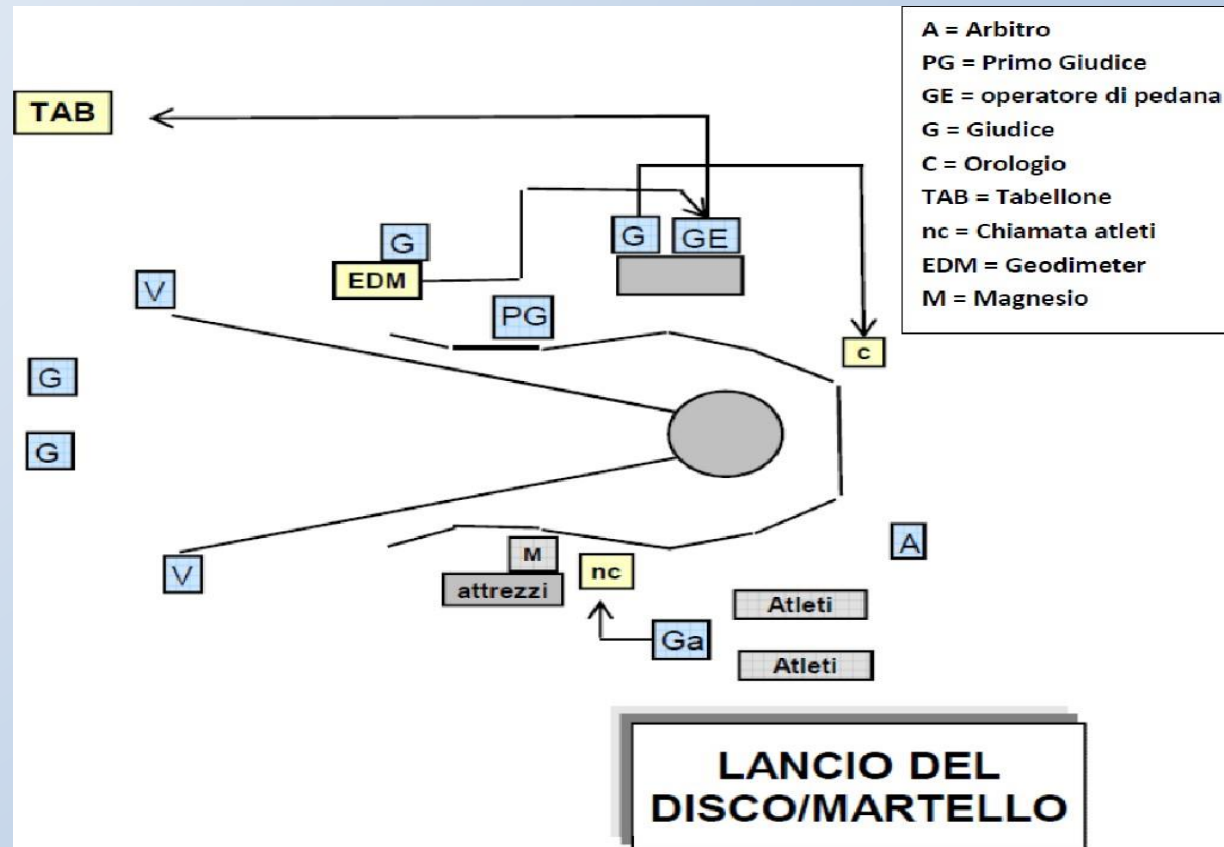 A = Arbitro
PG = Primo Giudice
GE = operatore di pedana
G = Giudice
C = Orologio
TAB = Tabellone
nc = Chiamata atleti
EDM = Geodimeter
M = Magnesio
TAB
G
G GE
EDM
V
PG
c
G
G
A
M
nc
V
attrezzi
Atleti
Ga
Atleti
LANCIO DEL
DISCO/MARTELLO